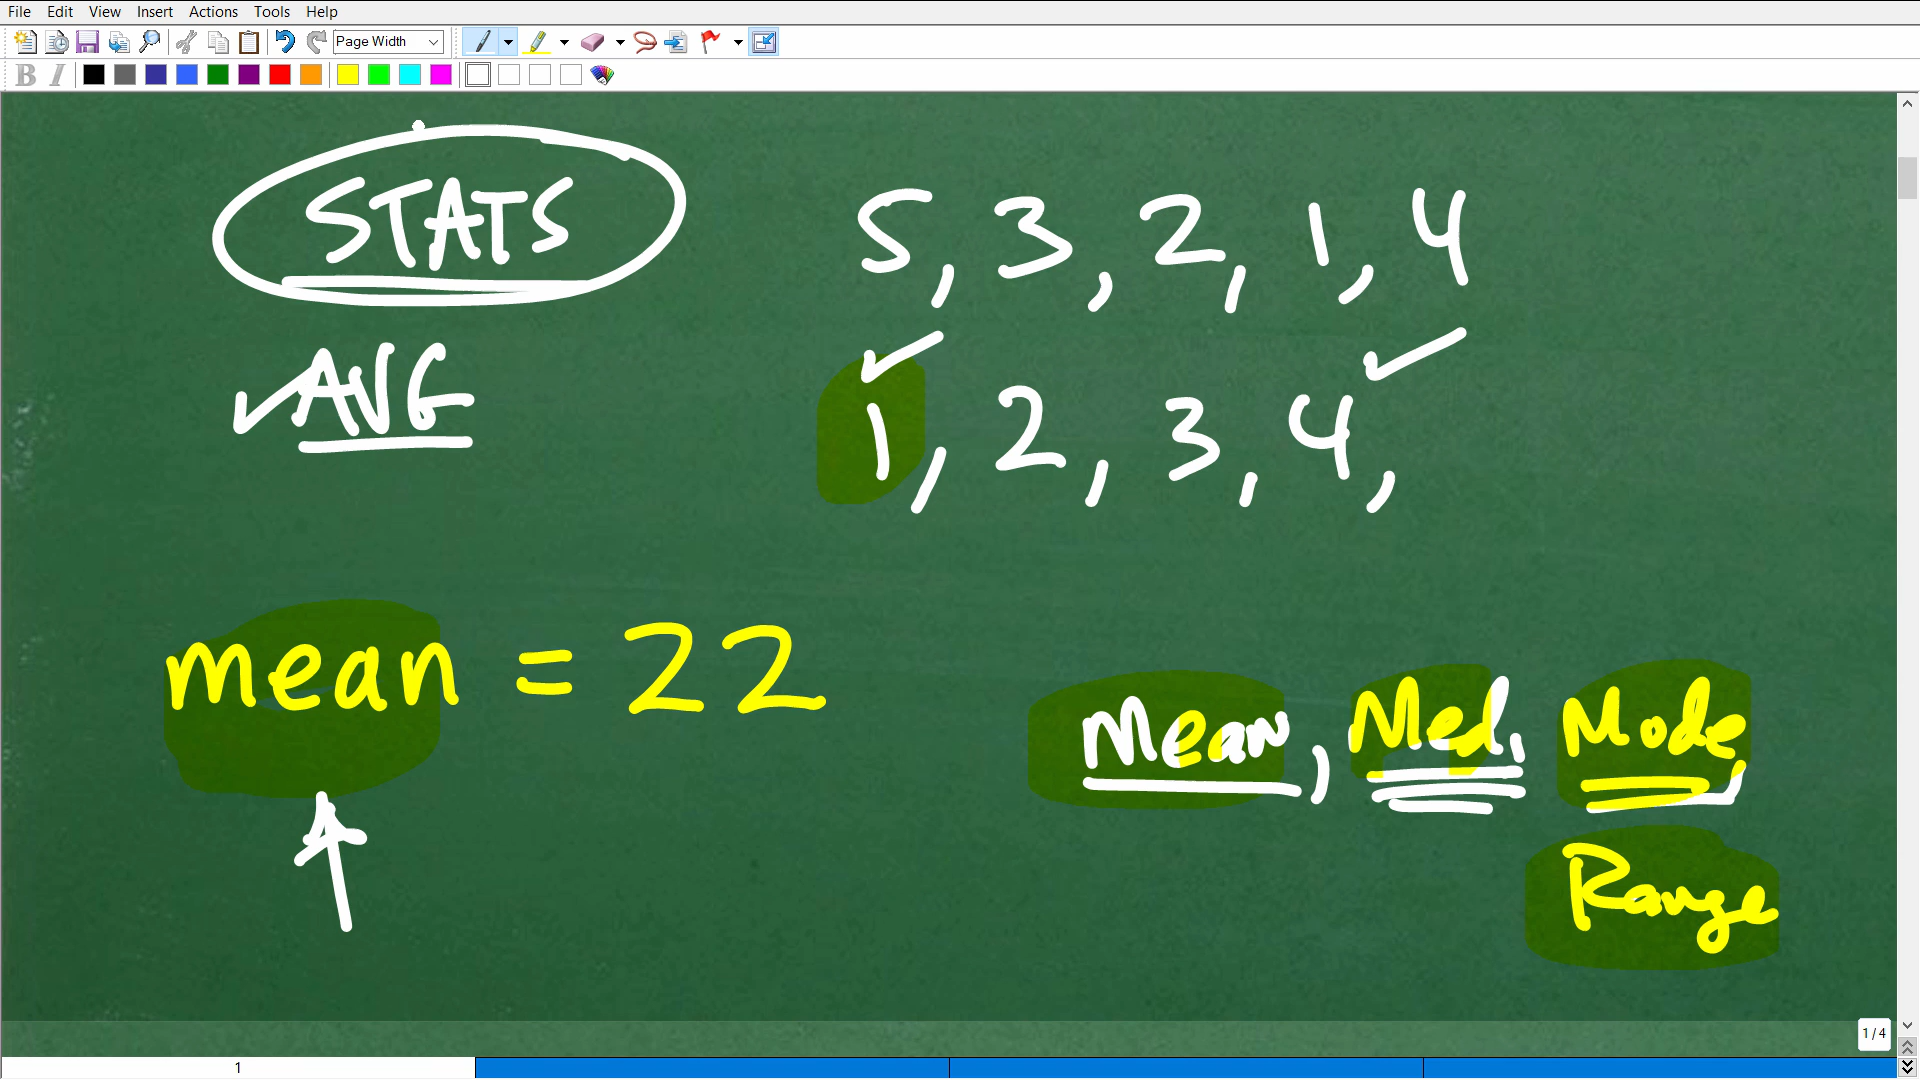 File Edit View Insert Actions Tools Help
Page Width
B I
STATS
5, 3, 2, 1, 4
AVG
1, 2, 3, 4,
mean = 22
Mean, Med, Mode,
Range
1 / 4
1